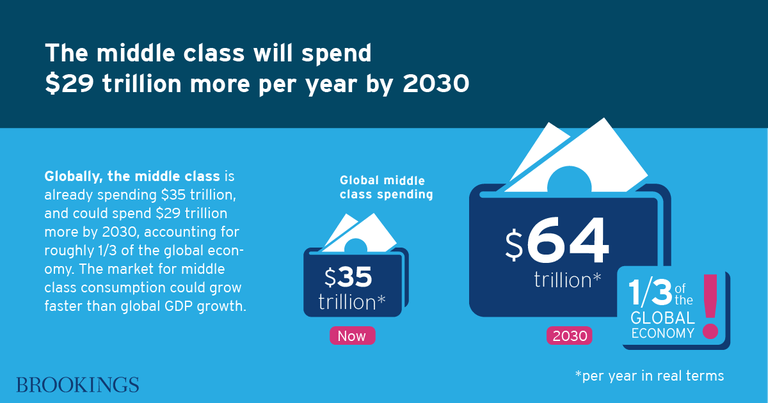 The middle class will spend
$29 trillion more per year by 2030
Globally, the middle class is
already spending $35 trillion,
and could spend $29 trillion
more by 2030, accounting for
roughly 1/3 of the global econ-
omy. The market for middle
class consumption could grow
faster than global GDP growth.
Global middle
class spending
$35
trillion*
Now
$64
trillion*
2030
1/3 of
the
GLOBAL
ECONOMY
!
*per year in real terms
BROOKINGS